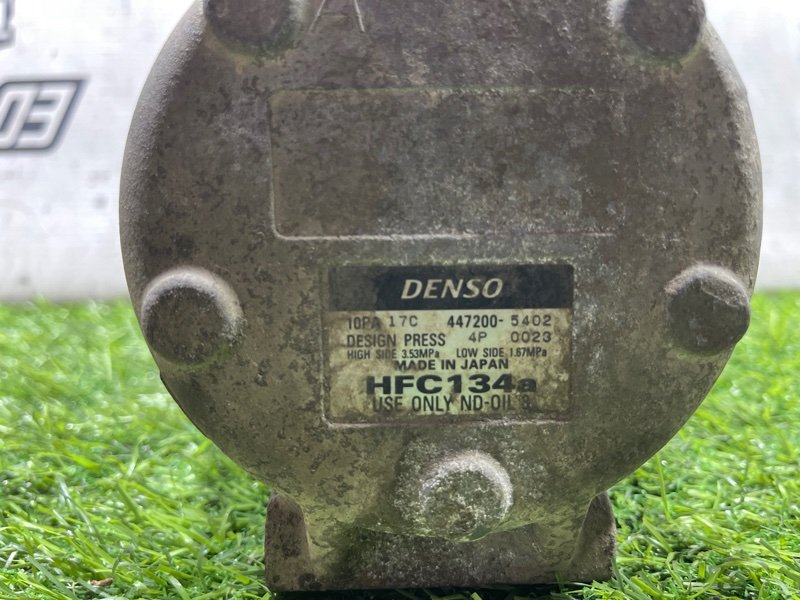 03
DENSO
10PA 17C 447200-5402
DESIGN PRESS 4P 0023
HIGH SIDE 3.53MPa LOW SIDE 1.67MPa
MADE IN JAPAN
HFC134a
USE ONLY ND-OIL 8